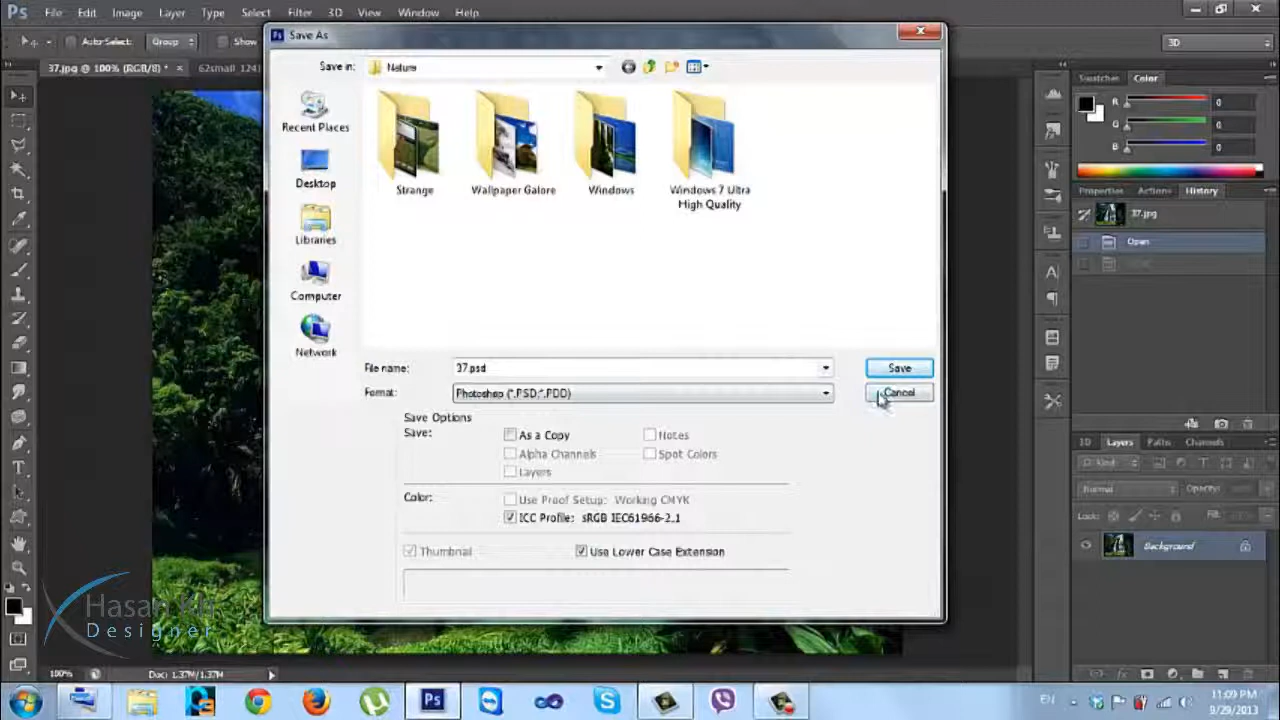 Ps File Edit Image Layer Type Select Filter 3D View Window Help
Auto-Select: Group Show
3D
37.jpg @ 100% (RGB/8) * × 62small_124
Save As
Save in: Nature
Recent Places
Desktop
Libraries
Computer
Network
Strange
Wallpaper Galore
Windows
Windows 7 Ultra
High Quality
File name: 37.psd
Save
Format: Photoshop (*.PSD;*.PDD)
Cancel
Save Options
Save:
As a Copy
Notes
Alpha Channels
Spot Colors
Layers
Color:
Use Proof Setup: Working CMYK
ICC Profile: sRGB IEC61966-2.1
Thumbnail
Use Lower Case Extension
Swatches Color
R 0
G 0
B 0
Properties Actions History
37.jpg
Open
3D Layers Paths Channels
Kind
Normal Opacity:
Lock: Fill:
Background
Hasan
Designer
100% Doc: 1.37M/1.37M
EN
11:09 PM
9/29/2013